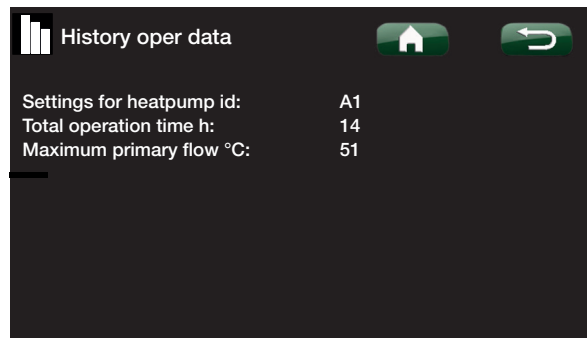 History oper data
Settings for heatpump id: A1
Total operation time h: 14
Maximum primary flow °C: 51